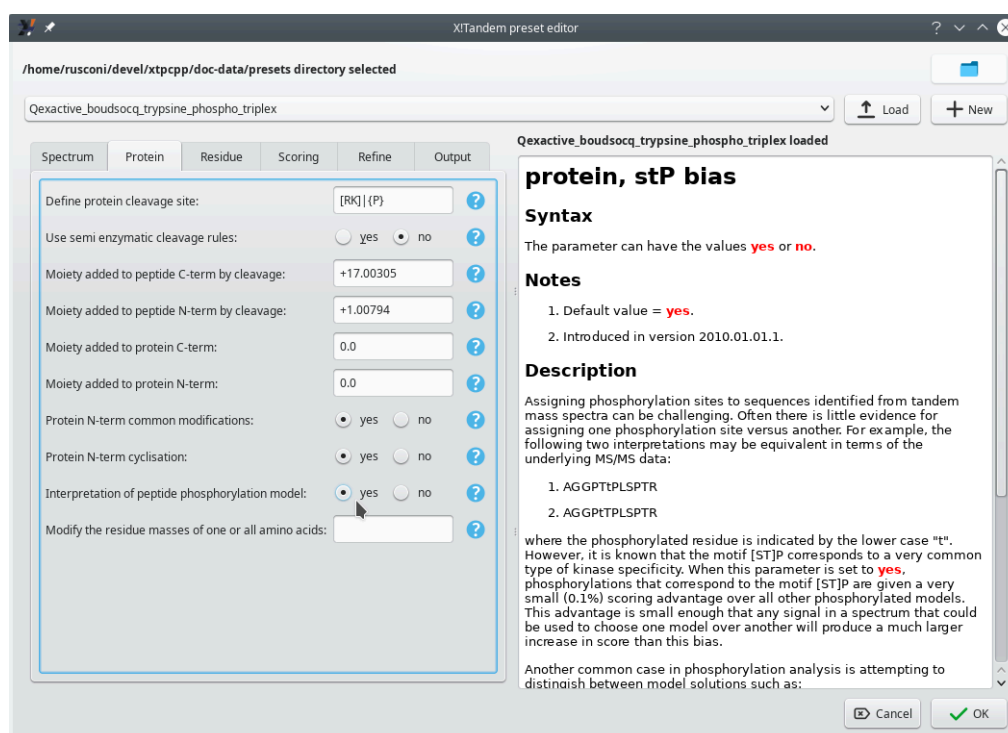 X!Tandem preset editor
/home/rusconi/devel/xtpcpp/doc-data/presets directory selected
Qexactive_boudsocq_trypsine_phospho_triplex
Load
New
Spectrum Protein Residue Scoring Refine Output
Define protein cleavage site: [RK]|{P}
Use semi enzymatic cleavage rules: yes no
Moiety added to peptide C-term by cleavage: +17.00305
Moiety added to peptide N-term by cleavage: +1.00794
Moiety added to protein C-term: 0.0
Moiety added to protein N-term: 0.0
Protein N-term common modifications: yes no
Protein N-term cyclisation: yes no
Interpretation of peptide phosphorylation model: yes no
Modify the residue masses of one or all amino acids:
Qexactive_boudsocq_trypsine_phospho_triplex loaded
protein, stP bias
Syntax
The parameter can have the values yes or no.
Notes
1. Default value = yes.
2. Introduced in version 2010.01.01.1.
Description
Assigning phosphorylation sites to sequences identified from tandem
mass spectra can be challenging. Often there is little evidence for
assigning one phosphorylation site versus another. For example, the
following two interpretations may be equivalent in terms of the
underlying MS/MS data:
1. AGGPTtPLSPTR
2. AGGPtTPLSPTR
where the phosphorylated residue is indicated by the lower case "t".
However, it is known that the motif [ST]P corresponds to a very common
type of kinase specificity. When this parameter is set to yes,
phosphorylations that correspond to the motif [ST]P are given a very
small (0.1%) scoring advantage over all other phosphorylated models.
This advantage is small enough that any signal in a spectrum that could
be used to choose one model over another will produce a much larger
increase in score than this bias.
Another common case in phosphorylation analysis is attempting to
distingish between model solutions such as:
Cancel
OK